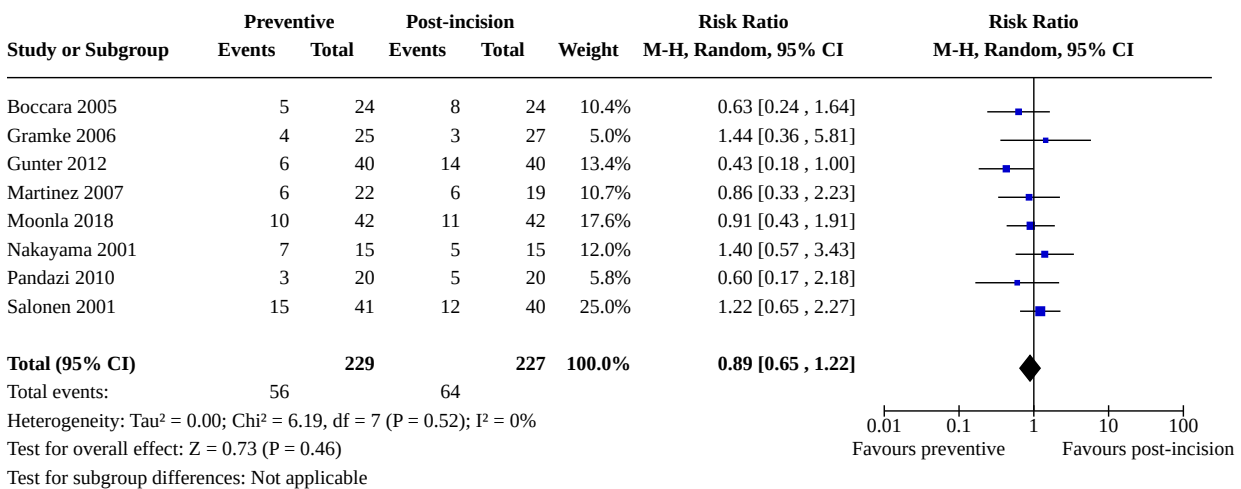 Preventive Post-incision Risk Ratio Risk Ratio
Study or Subgroup Events Total Events Total Weight M-H, Random, 95% CI M-H, Random, 95% CI
Boccara 2005 5 24 8 24 10.4% 0.63 [0.24 , 1.64]
Gramke 2006 4 25 3 27 5.0% 1.44 [0.36 , 5.81]
Gunter 2012 6 40 14 40 13.4% 0.43 [0.18 , 1.00]
Martinez 2007 6 22 6 19 10.7% 0.86 [0.33 , 2.23]
Moonla 2018 10 42 11 42 17.6% 0.91 [0.43 , 1.91]
Nakayama 2001 7 15 5 15 12.0% 1.40 [0.57 , 3.43]
Pandazi 2010 3 20 5 20 5.8% 0.60 [0.17 , 2.18]
Salonen 2001 15 41 12 40 25.0% 1.22 [0.65 , 2.27]
Total (95% CI) 229 227 100.0% 0.89 [0.65 , 1.22]
Total events: 56 64
Heterogeneity: Tau² = 0.00; Chi² = 6.19, df = 7 (P = 0.52); I² = 0%
0.01 0.1 1 10 100
Test for overall effect: Z = 0.73 (P = 0.46)
Favours preventive Favours post-incision
Test for subgroup differences: Not applicable